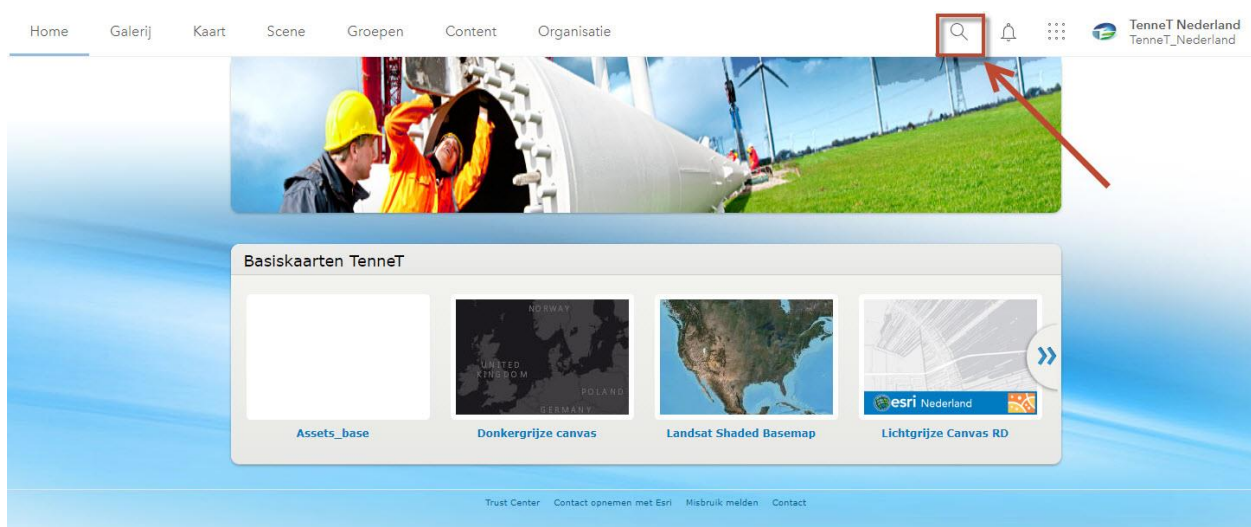 Home Galerij Kaart Scene Groepen Content Organisatie TenneT Nederland
TenneT_Nederland
Basiskaarten TenneT
NORWAY
UNITED
KINGDOM
POLAND
GERMANY
esri Nederland
Assets_base Donkergrijze canvas Landsat Shaded Basemap Lichtgrijze Canvas RD
Trust Center Contact opnemen met Esri Misbruik melden Contact